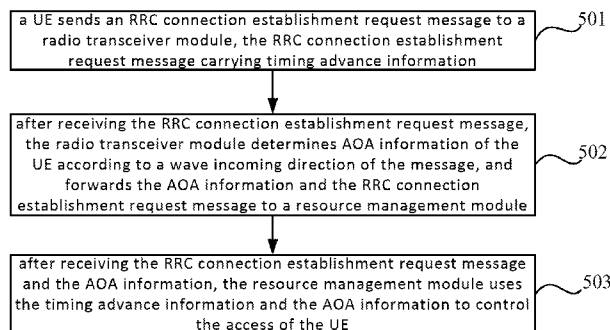 a UE sends an RRC connection establishment request message to a
radio transceiver module, the RRC connection establishment
request message carrying timing advance information
501
after receiving the RRC connection establishment request message,
the radio transceiver module determines AOA information of the
UE according to a wave incoming direction of the message, and
forwards the AOA information and the RRC connection
establishment request message to a resource management module
502
after receiving the RRC connection establishment request message
and the AOA information, the resource management module uses
the timing advance information and the AOA information to control
the access of the UE
503